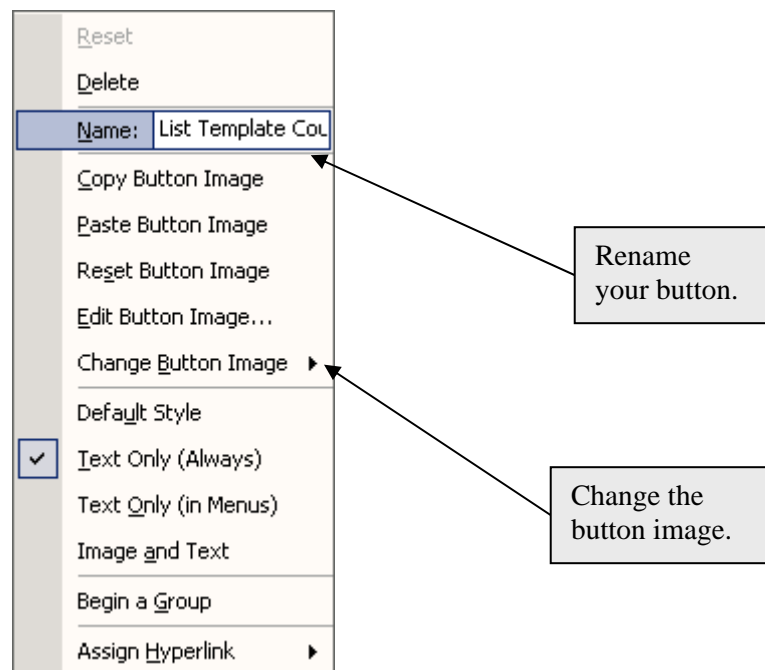 Reset
Delete
Name: List Template Cou
Copy Button Image
Paste Button Image
Reset Button Image
Edit Button Image...
Change Button Image
Default Style
Text Only (Always)
Text Only (in Menus)
Image and Text
Begin a Group
Assign Hyperlink
Rename
your button.
Change the
button image.